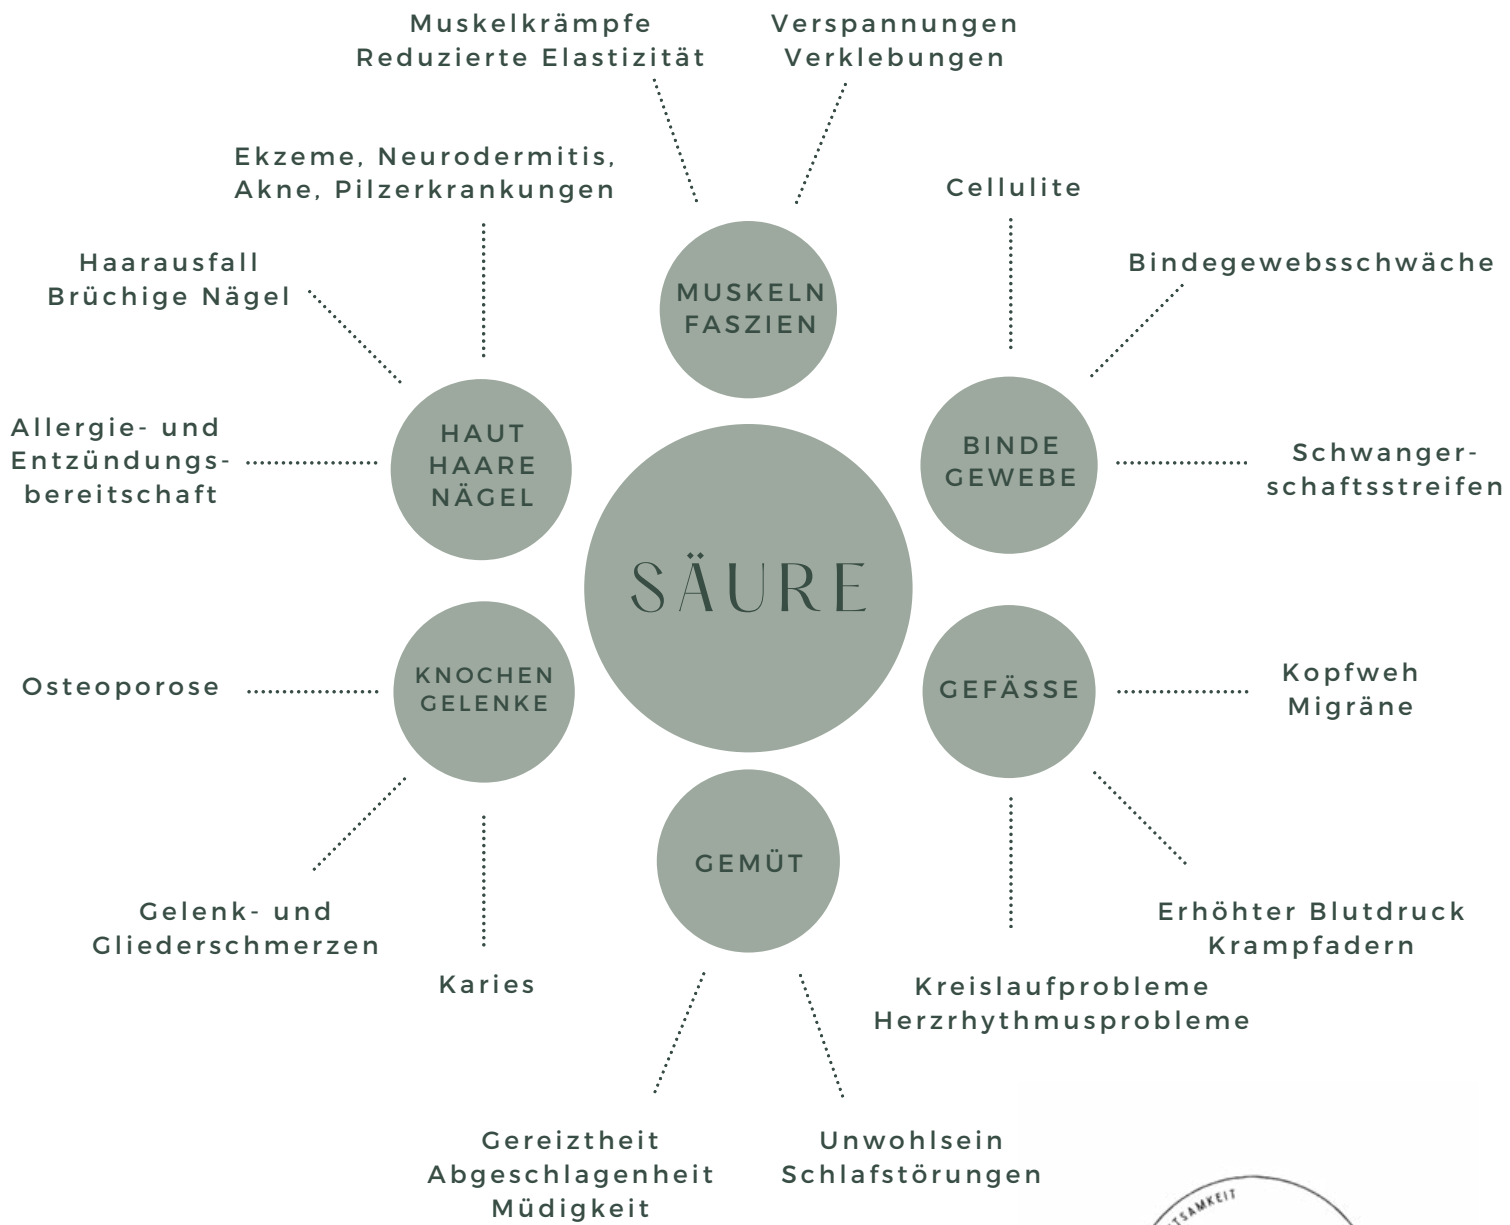 Muskelkrämpfe
Reduzierte Elastizität
Verspannungen
Verklebungen
Ekzeme, Neurodermitis,
Akne, Pilzerkrankungen
Cellulite
Haarausfall
Brüchige Nägel
Bindegewebsschwäche
MUSKELN
FASZIEN
Allergie- und
Entzündungs-
bereitschaft
HAUT
HAARE
NÄGEL
BINDE
GEWEBE
Schwanger-
schaftsstreifen
SÄURE
Osteoporose
KNOCHEN
GELENKE
GEFÄSSE
Kopfweh
Migräne
GEMÜT
Gelenk- und
Gliederschmerzen
Karies
Erhöhter Blutdruck
Krampfadern
Kreislaufprobleme
Herzrhythmusprobleme
Gereiztheit
Abgeschlagenheit
Müdigkeit
Unwohlsein
Schlafstörungen